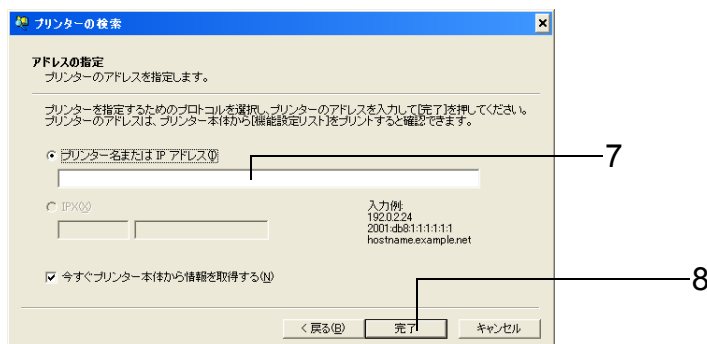 プリンターの検索
アドレスの指定
プリンターのアドレスを指定します。
プリンターを指定するためのプロトコルを選択し、プリンターのアドレスを入力して[完了]を押してください。
プリンターのアドレスは、プリンター本体から[機能設定リスト]をプリントすると確認できます。
プリンター名または IP アドレス(I)
7
IPX(X)
入力例:
192.0.2.24
2001:db8:1:1:1:1:1:1
hostname.example.net
今すぐプリンター本体から情報を取得する(N)
8
< 戻る(B)
完了
キャンセル